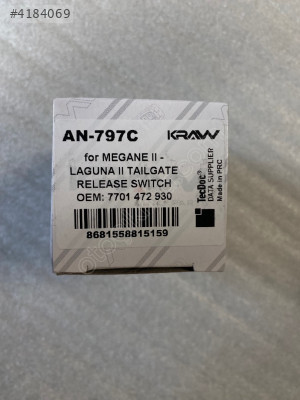 #4184069
AN-797C
KRAW
for MEGANE II -
LAGUNA II TAILGATE
RELEASE SWITCH
OEM: 7701 472 930
8681558815159
TecDoc
DATA SUPPLIER
Made in PRC